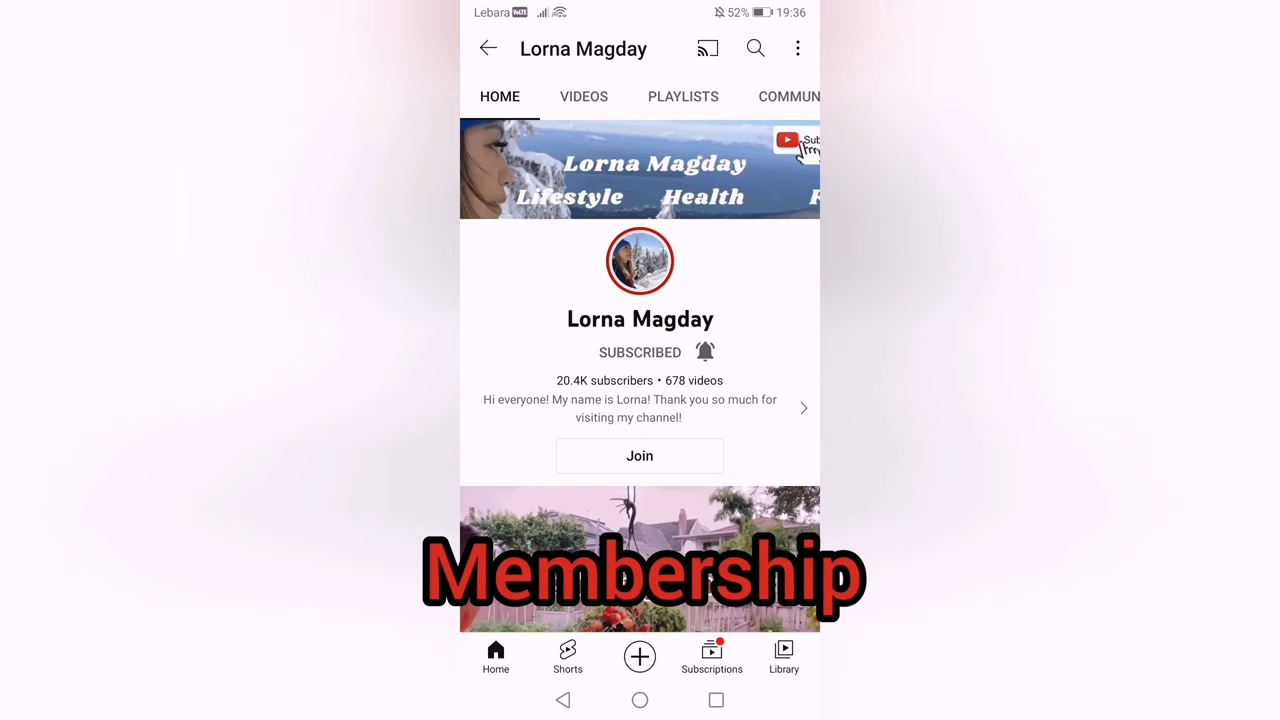 Lebara VoLTE 52% 19:36
Lorna Magday
HOME VIDEOS PLAYLISTS COMMUN
Sub
Lorna Magday
Lifestyle Health F
Lorna Magday
SUBSCRIBED
20.4K subscribers • 678 videos
Hi everyone! My name is Lorna! Thank you so much for
visiting my channel!
Join
Membership
Home Shorts Subscriptions Library